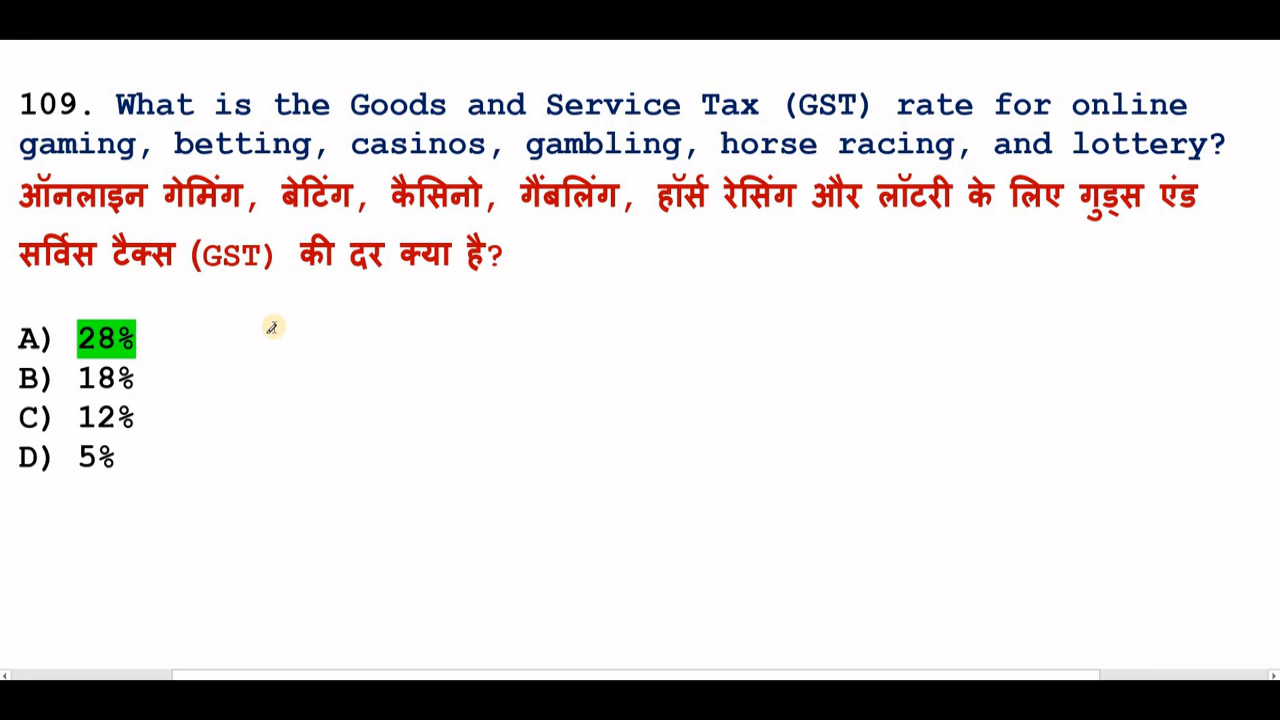 109. What is the Goods and Service Tax (GST) rate for online
gaming, betting, casinos, gambling, horse racing, and lottery?
ऑनलाइन गेमिंग, बेटिंग, कैसिनो, गैंबलिंग, हॉर्स रेसिंग और लॉटरी के लिए गुड्स एंड
सर्विस टैक्स (GST) की दर क्या है?
A) 28%
B) 18%
C) 12%
D) 5%